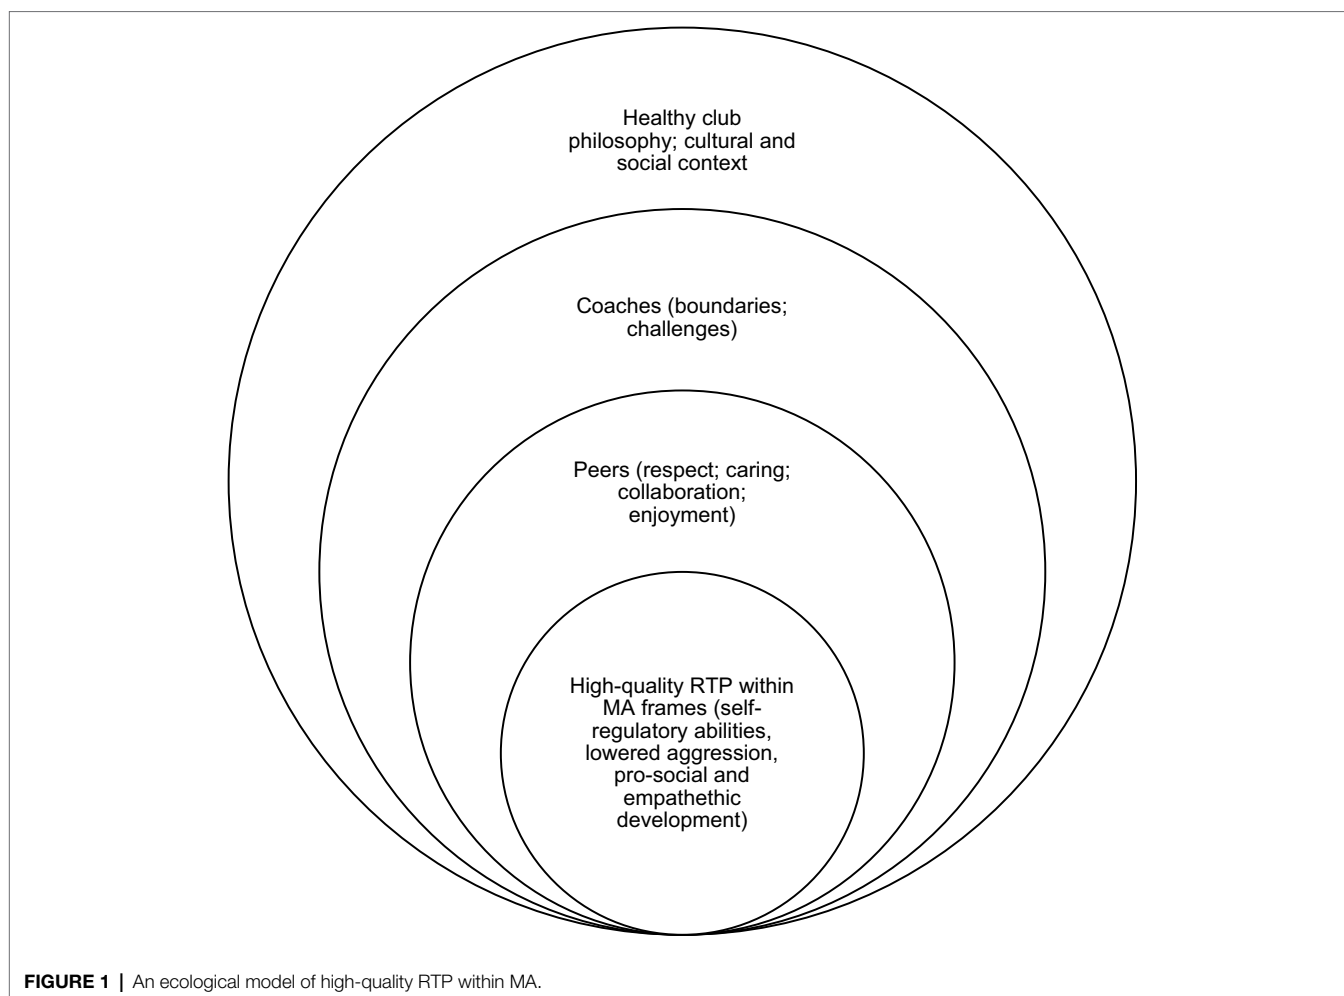 Healthy club
philosophy; cultural and
social context
Coaches (boundaries;
challenges)
Peers (respect; caring;
collaboration;
enjoyment)
High-quality RTP within
MA frames (self-
regulatory abilities,
lowered aggression,
pro-social and
empathethic
development)
FIGURE 1 | An ecological model of high-quality RTP within MA.